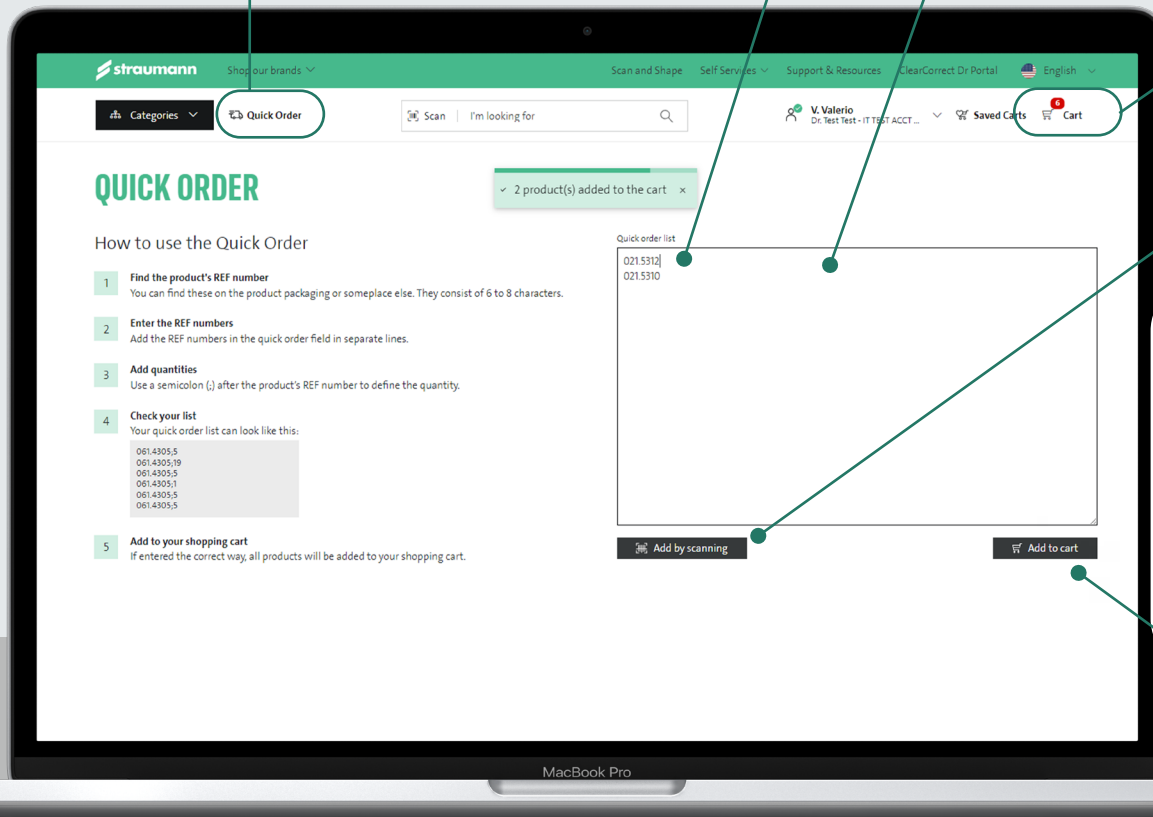 straumann
Shop our brands
Scan and Shape
Self Services
Support & Resources
ClearCorrect Dr Portal
English
Categories
Quick Order
Scan
I'm looking for
V. Valerio
Dr. Test Test - IT TEST ACCT ...
Saved Carts
6
Cart
QUICK ORDER
2 product(s) added to the cart
How to use the Quick Order
1
Find the product's REF number
You can find these on the product packaging or someplace else. They consist of 6 to 8 characters.
2
Enter the REF numbers
Add the REF numbers in the quick order field in separate lines.
3
Add quantities
Use a semicolon (;) after the product's REF number to define the quantity.
4
Check your list
Your quick order list can look like this:
061.4305;5
061.4305;19
061.4305;5
061.4305;1
061.4305;5
061.4305;5
5
Add to your shopping cart
If entered the correct way, all products will be added to your shopping cart.
Quick order list
021.5312
021.5310
Add by scanning
Add to cart
MacBook Pro